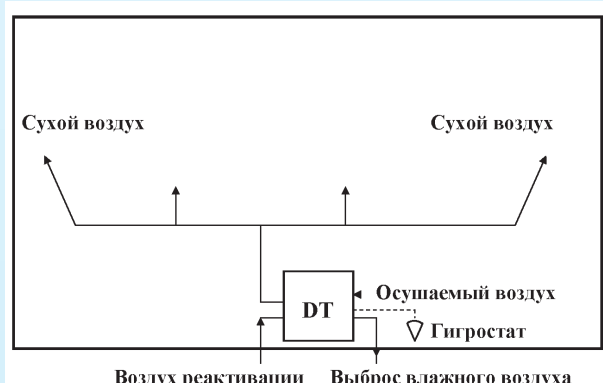 Сухой воздух
Сухой воздух
Осушаемый воздух
DT
Гигростат
Воздух реактивации
Выброс влажного воздуха